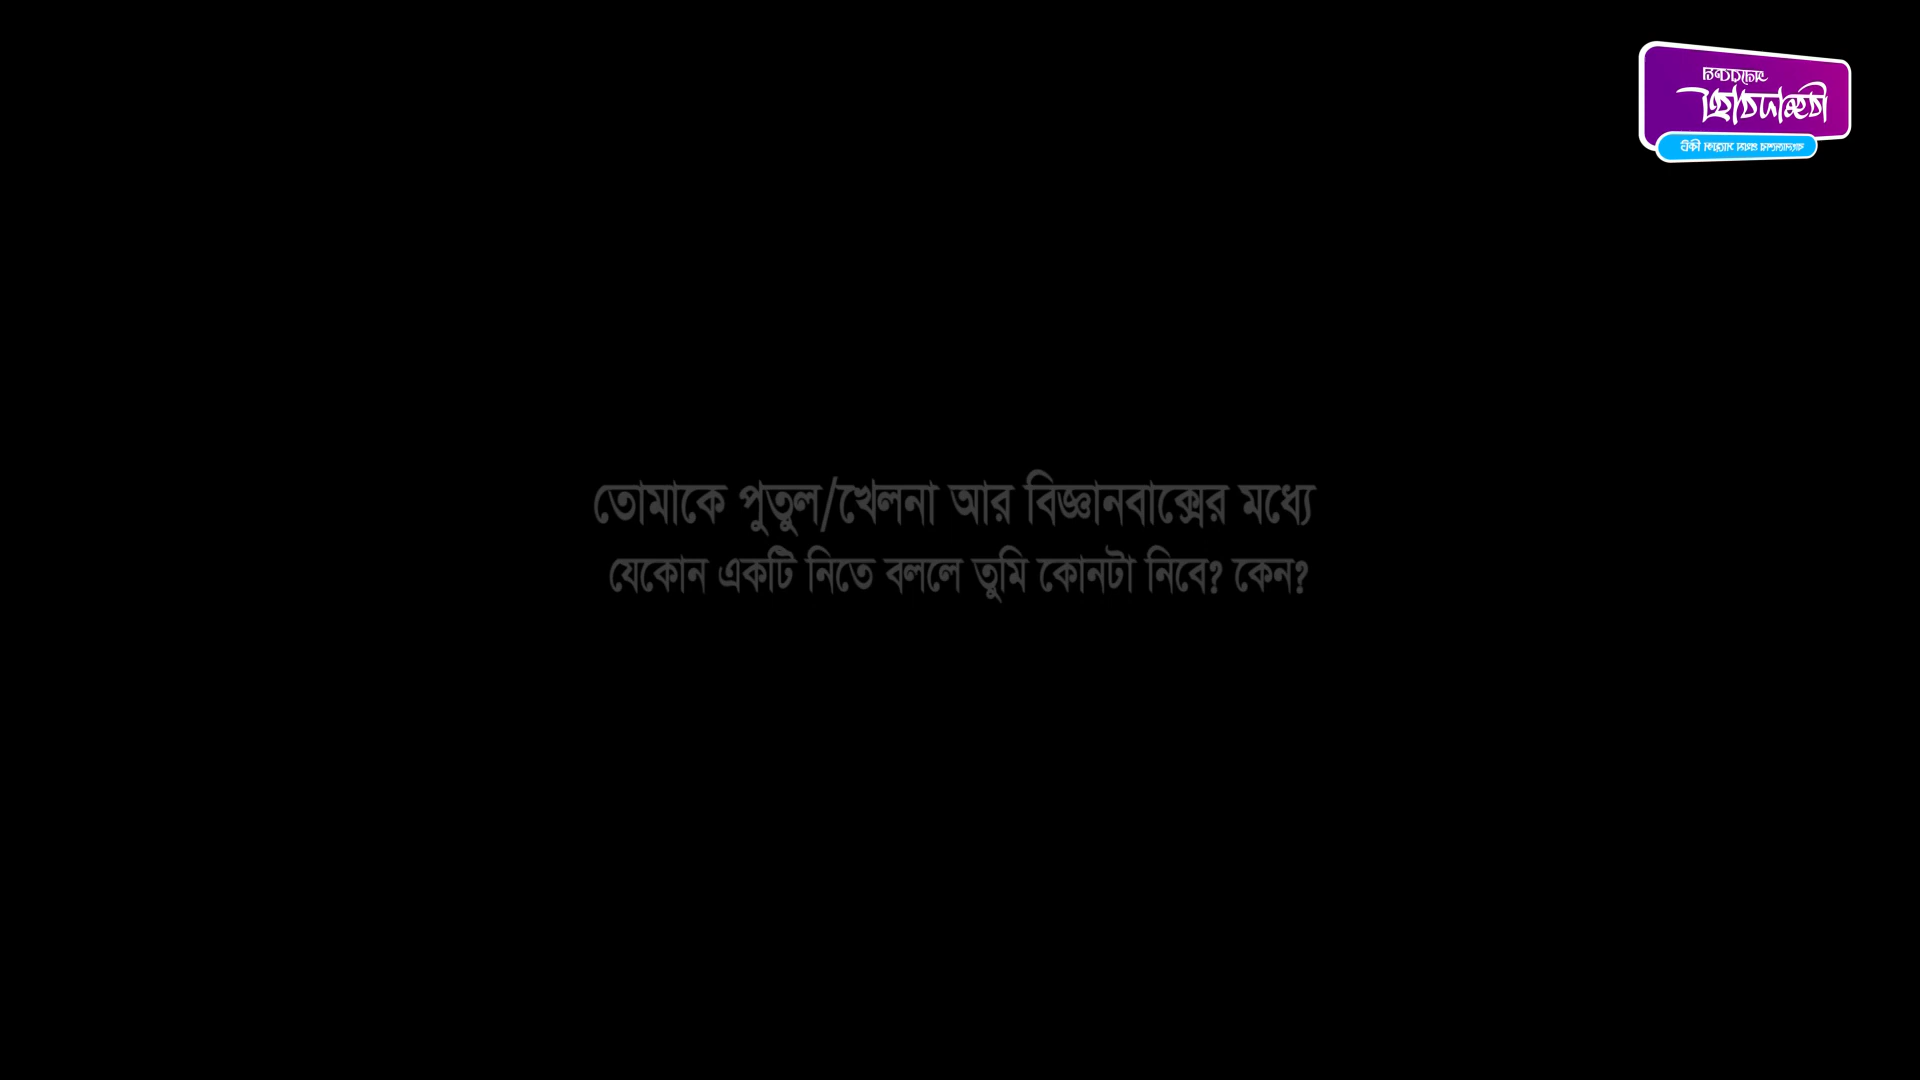 তোমাকে পুতুল/খেলনা আর বিজ্ঞানবাক্সের মধ্যে
যেকোন একটি নিতে বললে তুমি কোনটা নিবে? কেন?